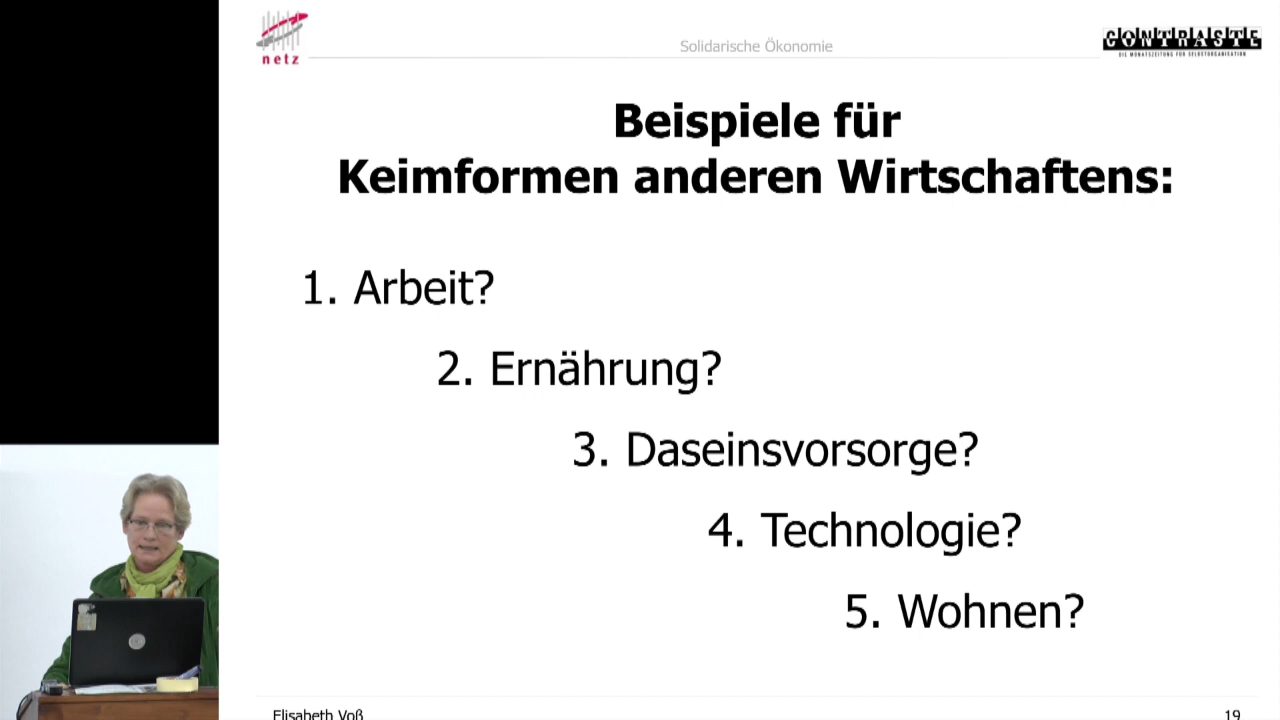 netz
Solidarische Ökonomie
CONTRASTE
DIE MONATSZEITUNG FÜR SELBSTORGANISATION
Beispiele für
Keimformen anderen Wirtschaftens:
1. Arbeit?
2. Ernährung?
3. Daseinsvorsorge?
4. Technologie?
5. Wohnen?
Elisabeth Voß
19